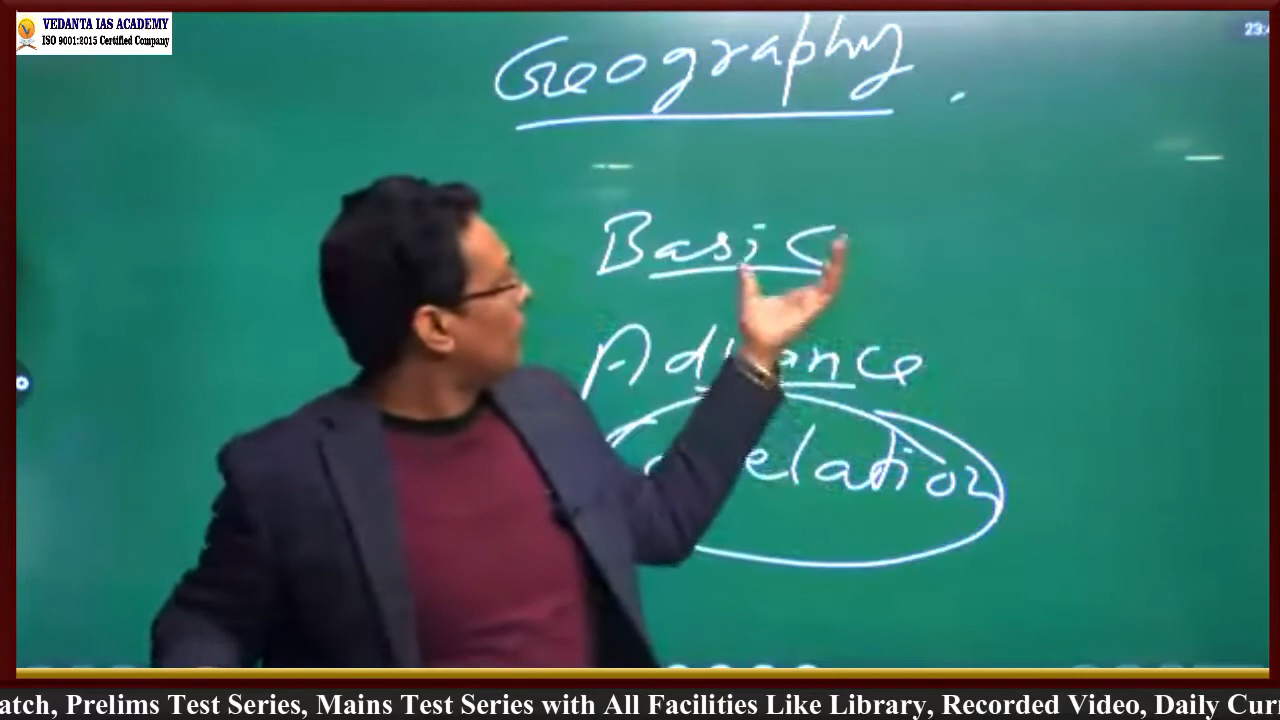 VEDANTA IAS ACADEMY
ISO 9001:2015 Certified Company
Geography
Basic
Advance
atch, Prelims Test Series, Mains Test Series with All Facilities Like Library, Recorded Video, Daily Curr